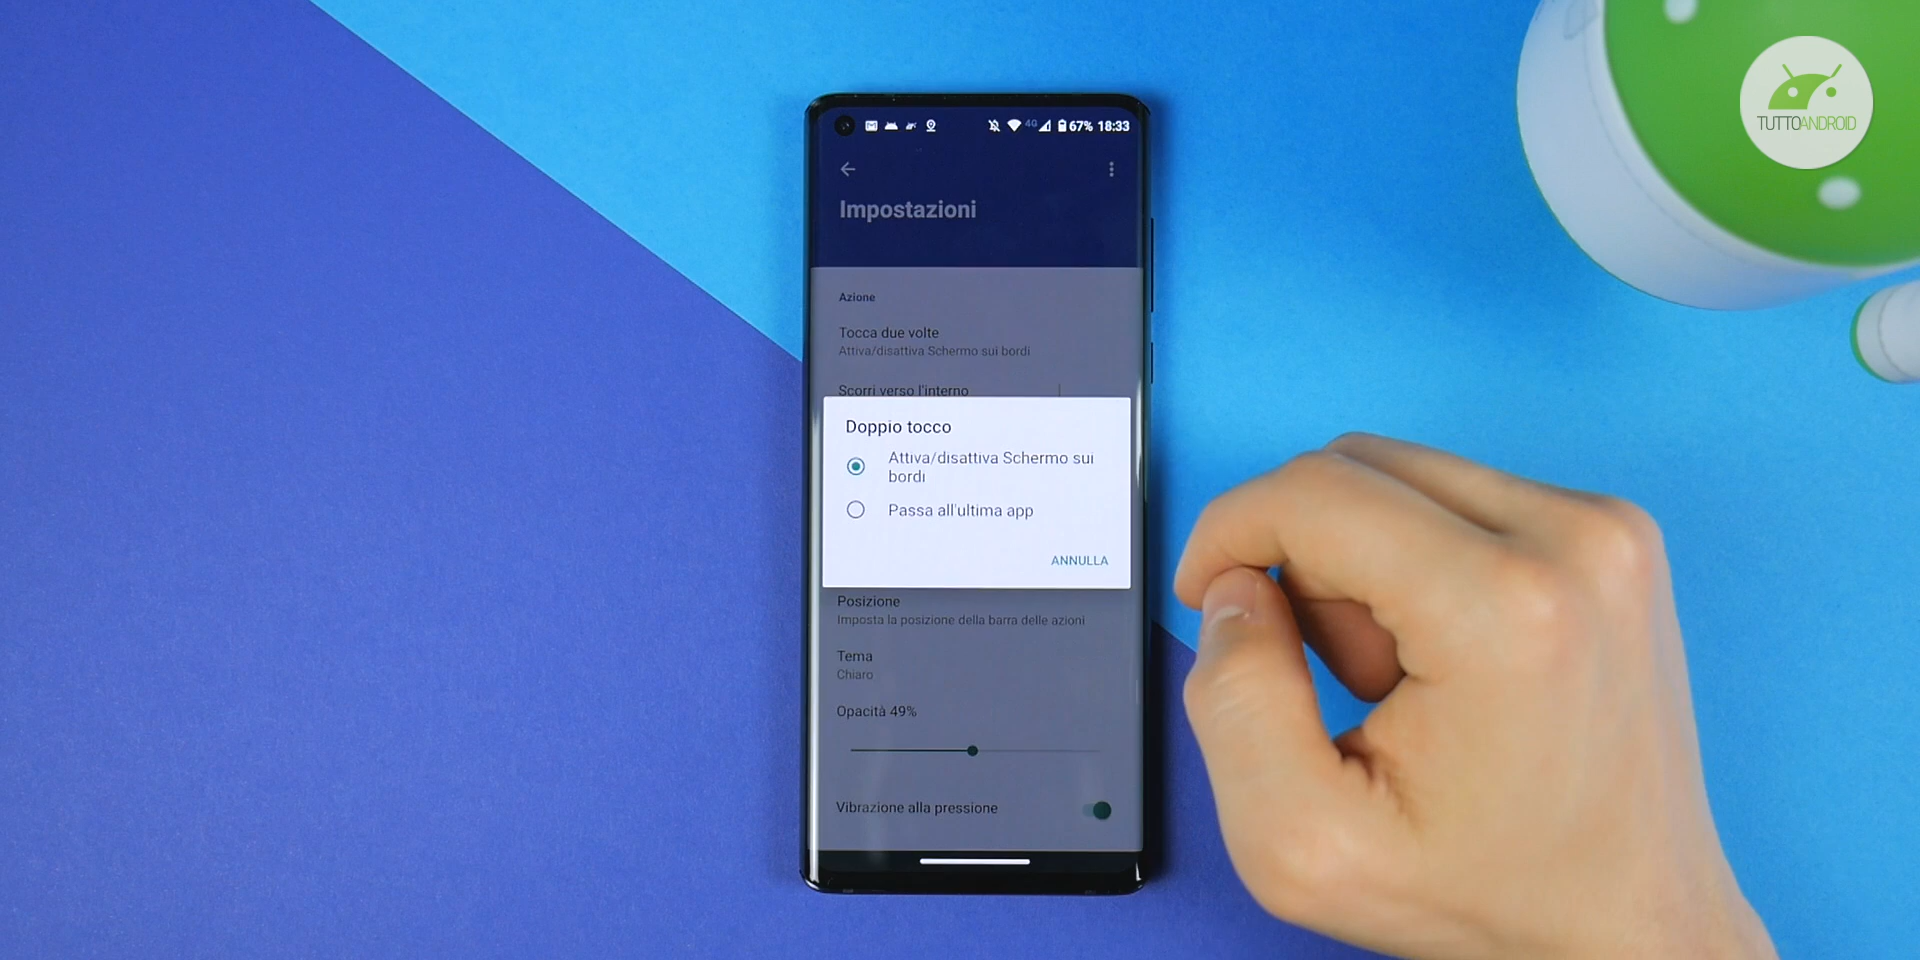 TUTTOANDROID
4G 67% 18:33
Impostazioni
Azione
Tocca due volte
Attiva/disattiva Schermo sui bordi
Scorri verso l'interno
Doppio tocco
Attiva/disattiva Schermo sui
bordi
Passa all'ultima app
ANNULLA
Posizione
Imposta la posizione della barra delle azioni
Tema
Chiaro
Opacità 49%
Vibrazione alla pressione